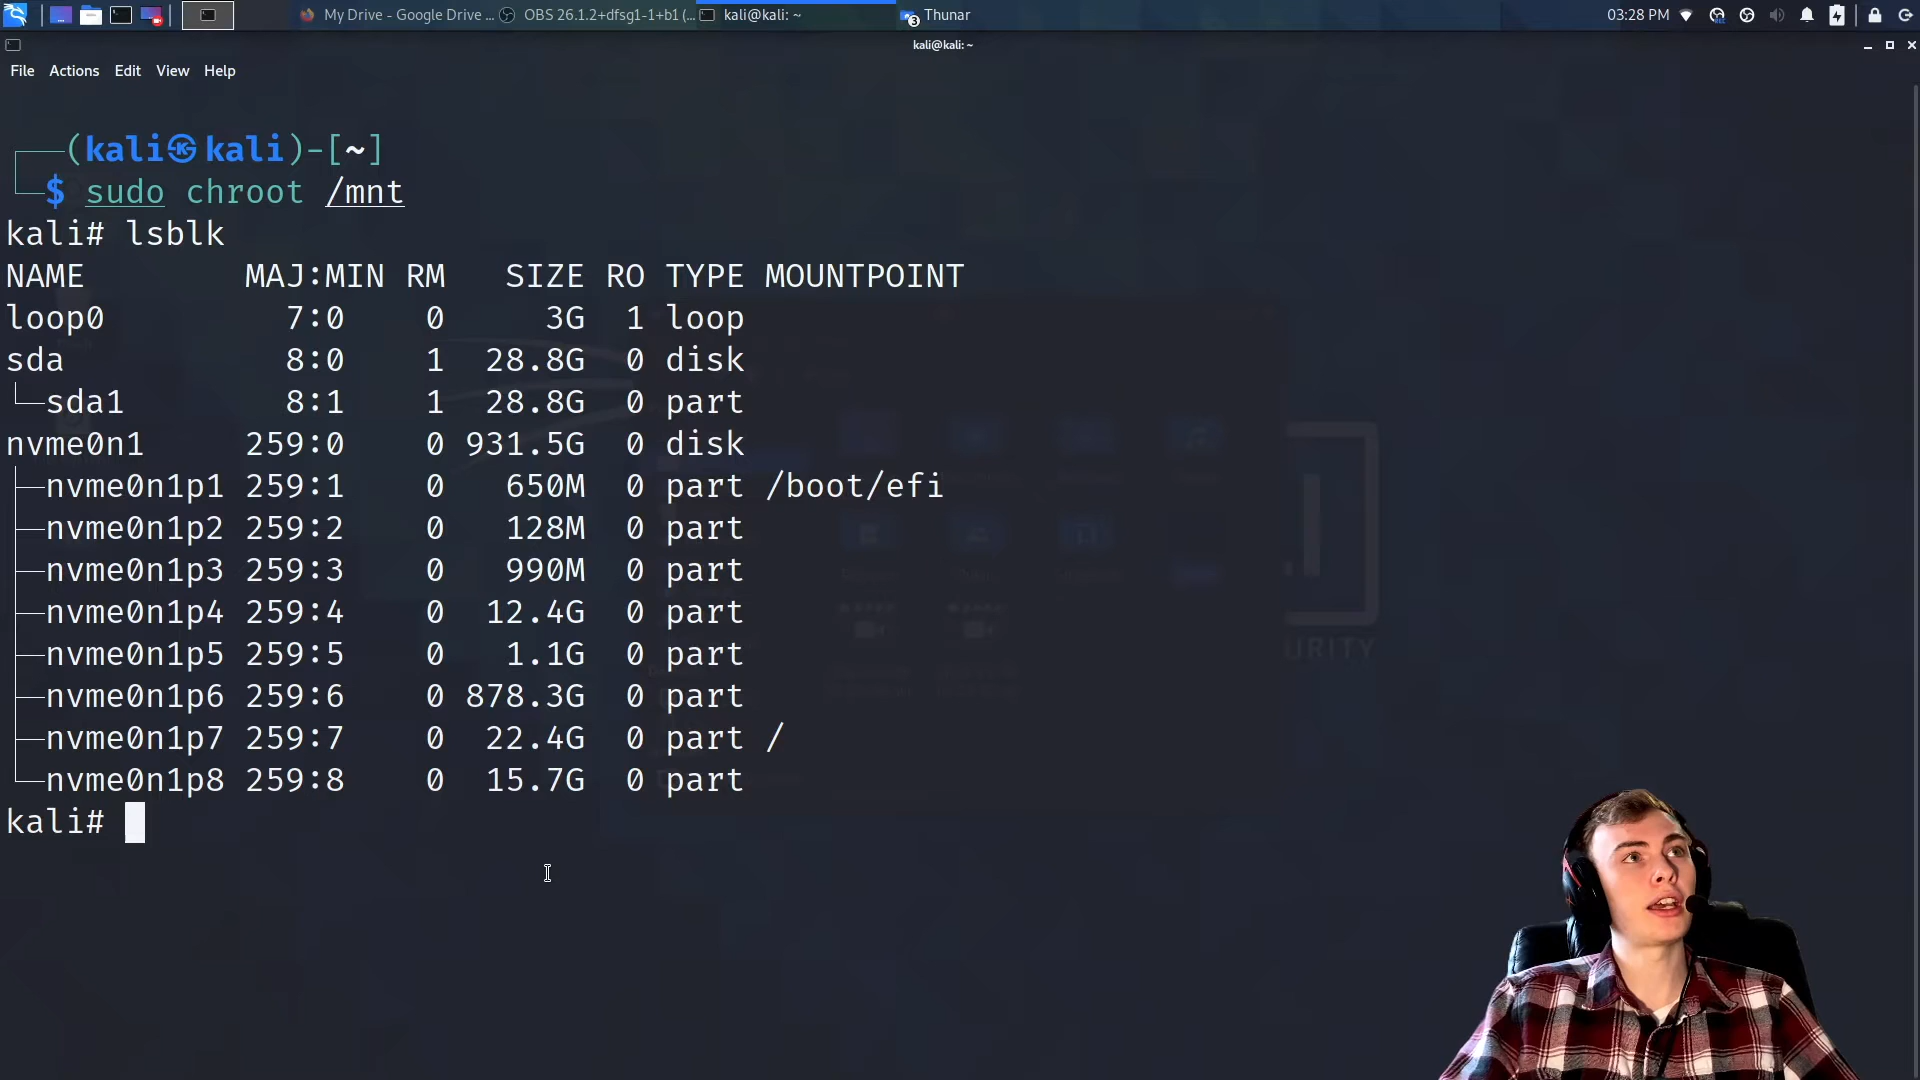 My Drive - Google Drive ...
OBS 26.1.2+dfsg1-1+b1 (...
kali@kali: ~
Thunar
3
03:28 PM
kali@kali: ~
File Actions Edit View Help
(kali㉿kali)-[~]
$ sudo chroot /mnt
kali# lsblk
NAME MAJ:MIN RM SIZE RO TYPE MOUNTPOINT
loop0 7:0 0 3G 1 loop
sda 8:0 1 28.8G 0 disk
└─sda1 8:1 1 28.8G 0 part
nvme0n1 259:0 0 931.5G 0 disk
├─nvme0n1p1 259:1 0 650M 0 part /boot/efi
├─nvme0n1p2 259:2 0 128M 0 part
├─nvme0n1p3 259:3 0 990M 0 part
├─nvme0n1p4 259:4 0 12.4G 0 part
├─nvme0n1p5 259:5 0 1.1G 0 part
├─nvme0n1p6 259:6 0 878.3G 0 part
├─nvme0n1p7 259:7 0 22.4G 0 part /
└─nvme0n1p8 259:8 0 15.7G 0 part
kali#
URITY